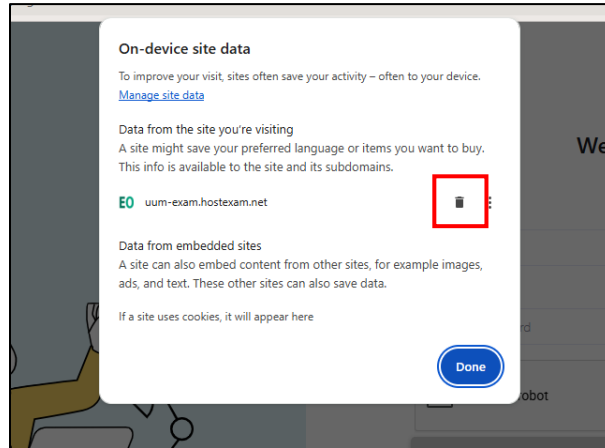 On-device site data
To improve your visit, sites often save your activity – often to your device.
Manage site data
Data from the site you're visiting
A site might save your preferred language or items you want to buy.
This info is available to the site and its subdomains.
EO uum-exam.hostexam.net
Data from embedded sites
A site can also embed content from other sites, for example images,
ads, and text. These other sites can also save data.
If a site uses cookies, it will appear here
Done
We
rd
obot